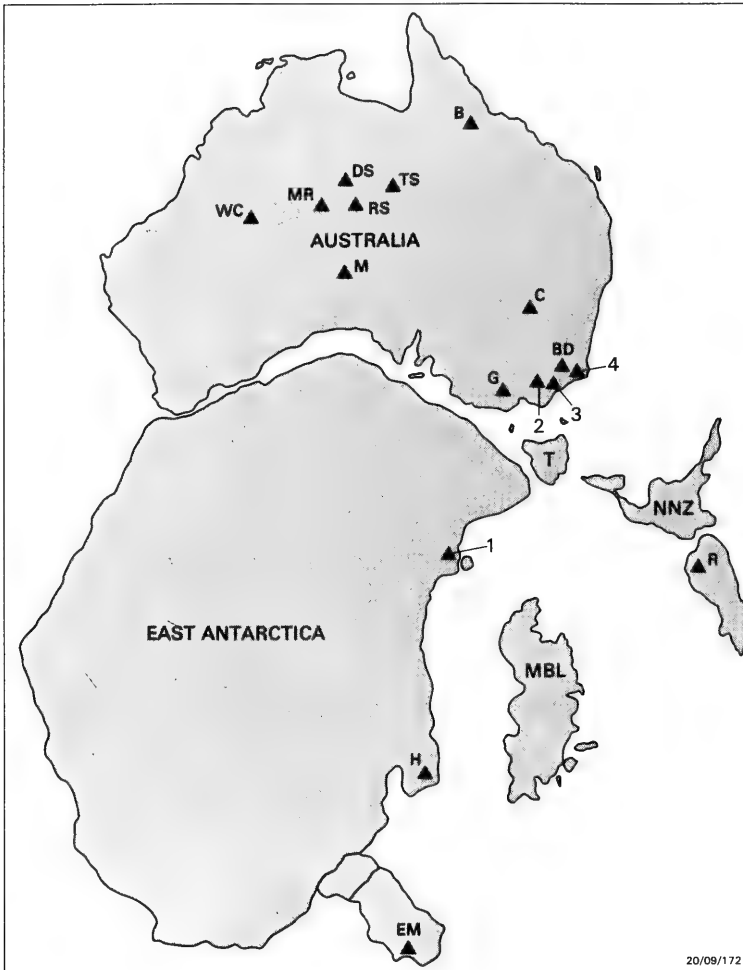 B
DS
TS
MR
RS
WC
AUSTRALIA
M
C
BD
4
G
2
3
T
NNZ
R
1
EAST ANTARCTICA
MBL
H
EM
20/09/172